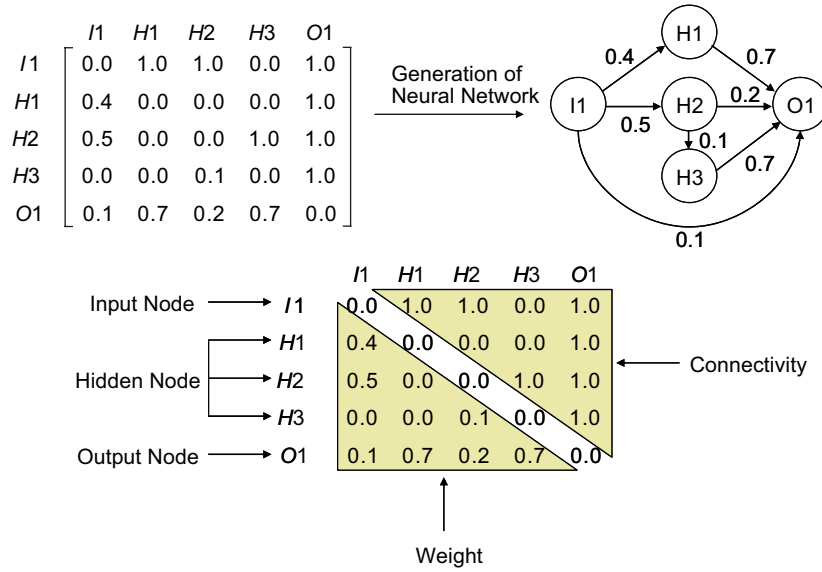 I1 H1 H2 H3 O1
I1 0.0 1.0 1.0 0.0 1.0
H1 0.4 0.0 0.0 0.0 1.0
H2 0.5 0.0 0.0 1.0 1.0
H3 0.0 0.0 0.1 0.0 1.0
O1 0.1 0.7 0.2 0.7 0.0
Generation of
Neural Network
H1
0.4 0.7
I1 H2 0.2 O1
0.5
0.1
H3 0.7
0.1
I1 H1 H2 H3 O1
Input Node I1 0.0 1.0 1.0 0.0 1.0
H1 0.4 0.0 0.0 0.0 1.0
Connectivity
Hidden Node H2 0.5 0.0 0.0 1.0 1.0
H3 0.0 0.0 0.1 0.0 1.0
Output Node O1 0.1 0.7 0.2 0.7 0.0
Weight